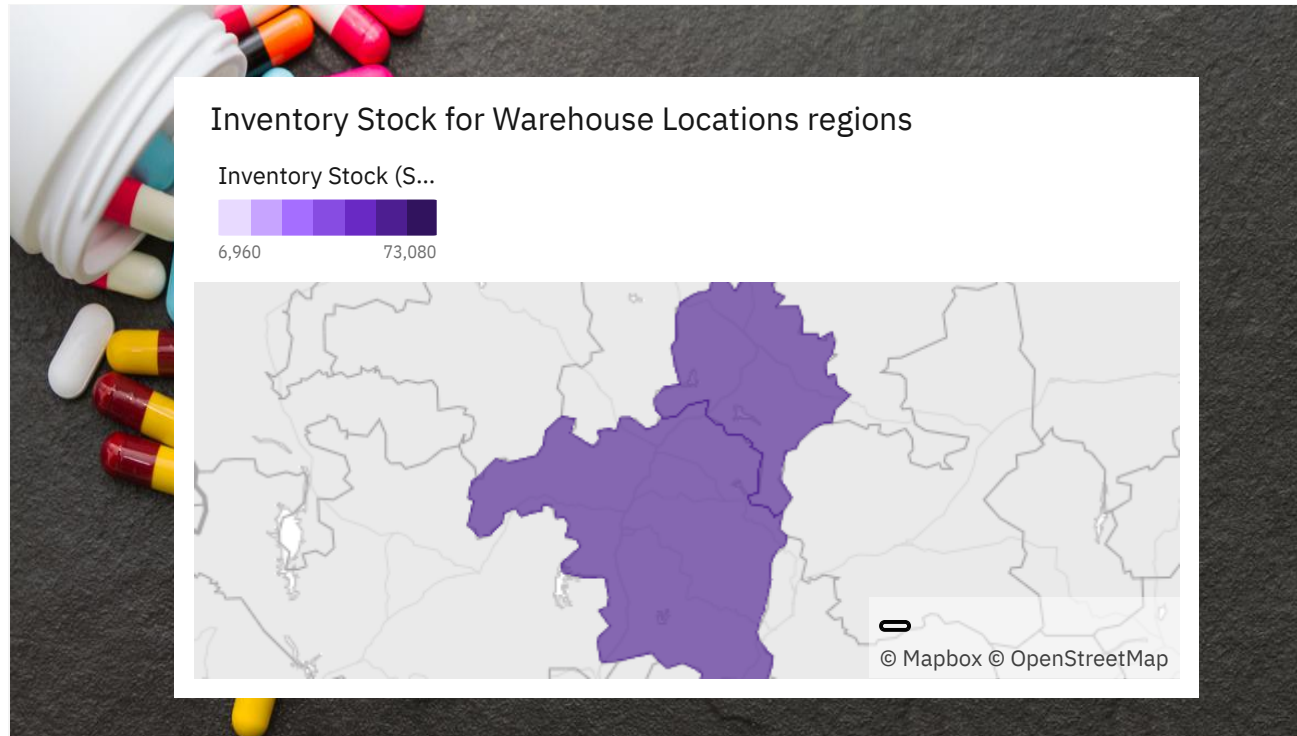 Inventory Stock for Warehouse Locations regions
Inventory Stock (S...
6,960 73,080
© Mapbox © OpenStreetMap